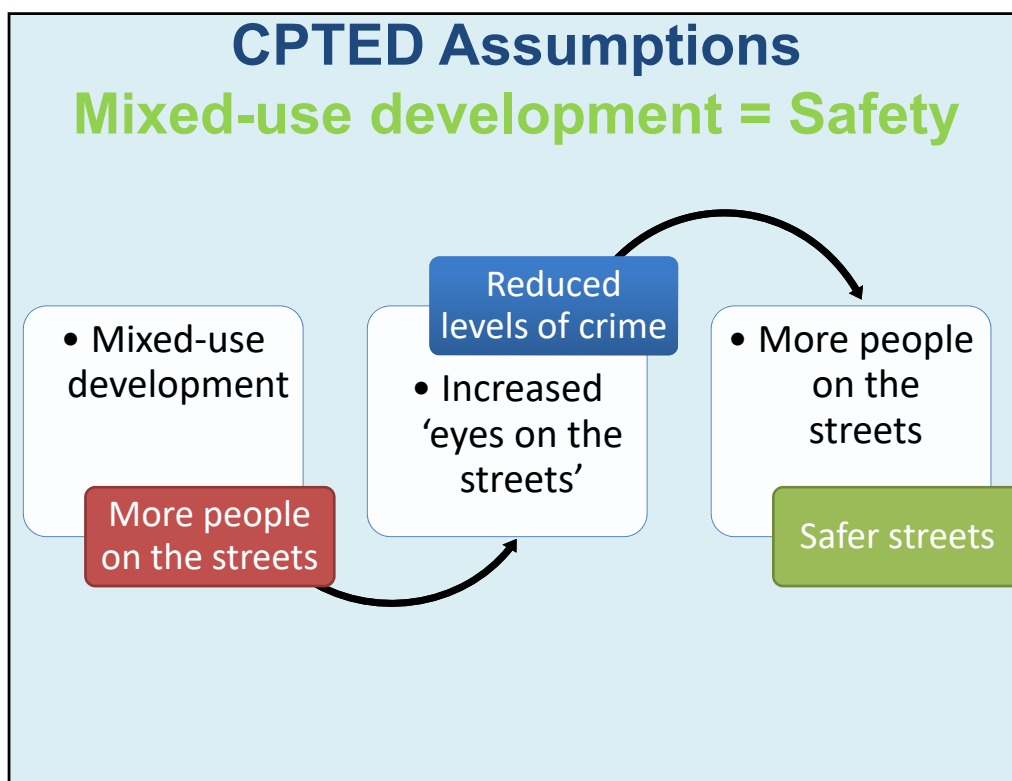 CPTED Assumptions
Mixed-use development = Safety
• Mixed-use
development
More people
on the streets
Reduced
levels of crime
• Increased
‘eyes on the
streets’
• More people
on the
streets
Safer streets